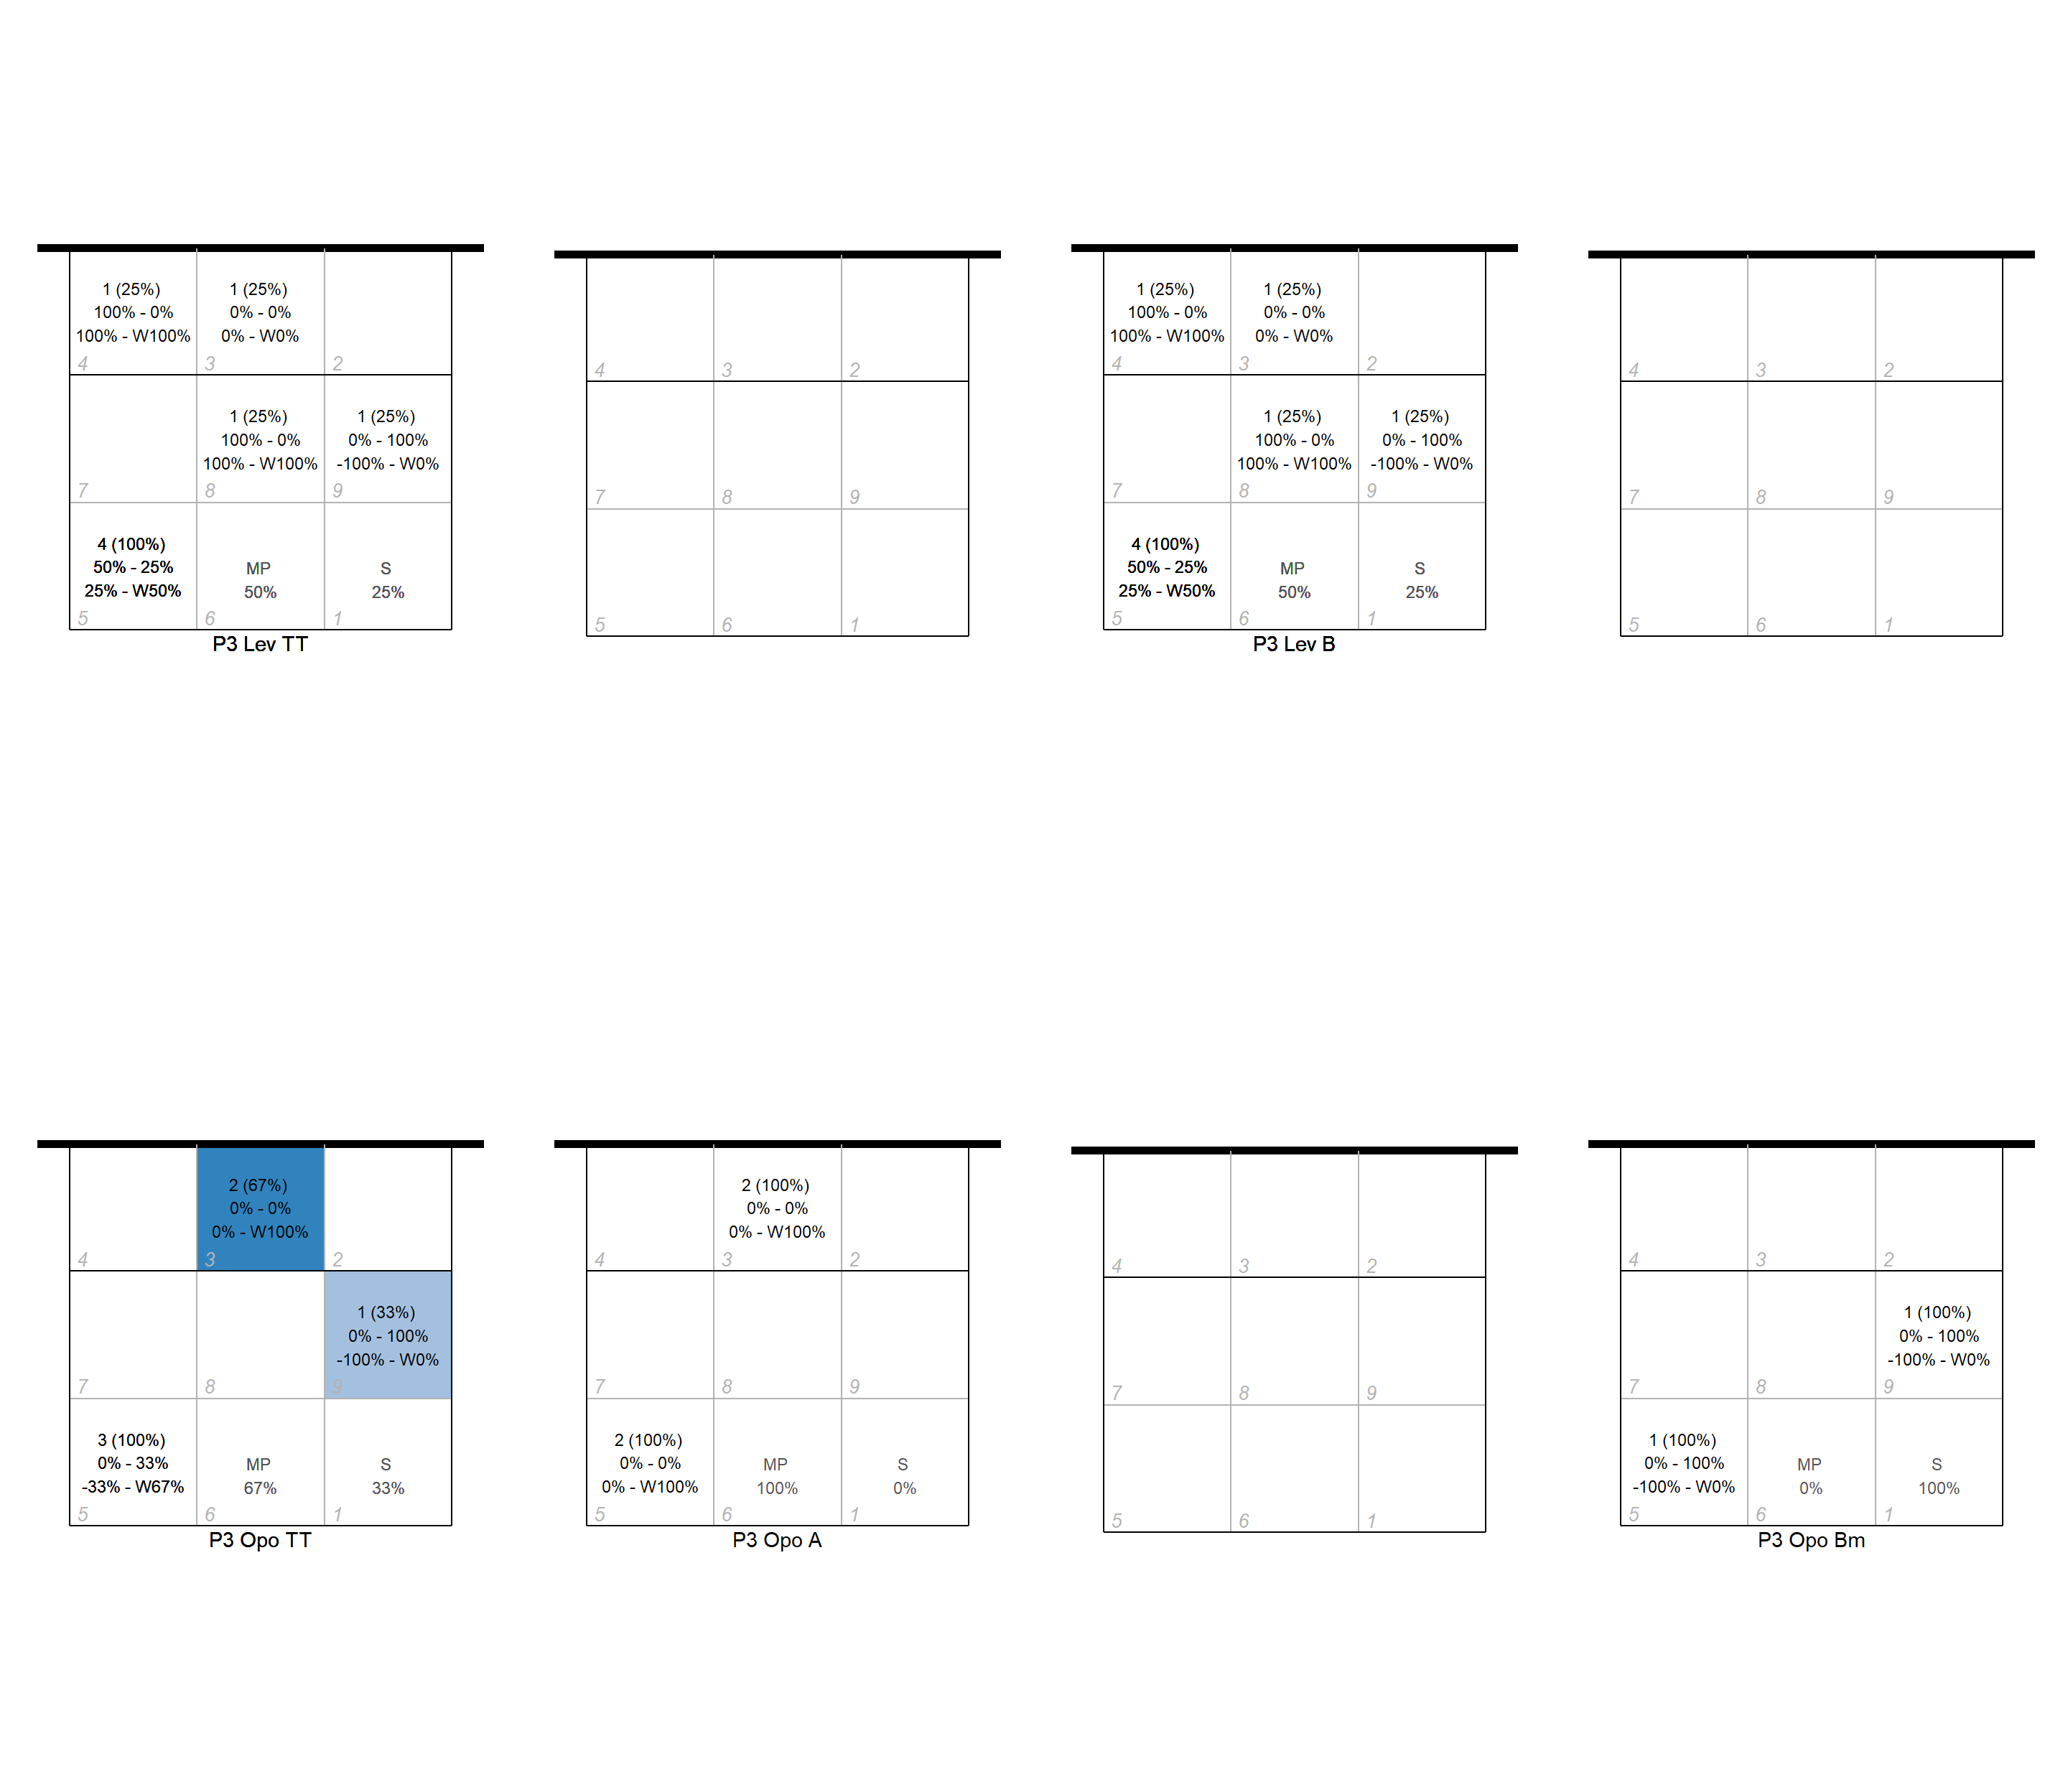 1 (25%)
100% - 0%
100% - W100%
4
1 (25%)
0% - 0%
0% - W0%
3
2
7
1 (25%)
100% - 0%
100% - W100%
8
1 (25%)
0% - 100%
-100% - W0%
9
4 (100%)
50% - 25%
25% - W50%
5
MP
50%
6
S
25%
1
P3 Lev TT
4
3
2
7
8
9
5
6
1
1 (25%)
100% - 0%
100% - W100%
4
1 (25%)
0% - 0%
0% - W0%
3
2
7
1 (25%)
100% - 0%
100% - W100%
8
1 (25%)
0% - 100%
-100% - W0%
9
4 (100%)
50% - 25%
25% - W50%
5
MP
50%
6
S
25%
1
P3 Lev B
4
3
2
7
8
9
5
6
1
4
2 (67%)
0% - 0%
0% - W100%
3
2
7
8
1 (33%)
0% - 100%
-100% - W0%
9
3 (100%)
0% - 33%
-33% - W67%
5
MP
67%
6
S
33%
1
P3 Opo TT
4
2 (100%)
0% - 0%
0% - W100%
3
2
7
8
9
2 (100%)
0% - 0%
0% - W100%
5
MP
100%
6
S
0%
1
P3 Opo A
4
3
2
7
8
9
5
6
1
4
3
2
7
8
1 (100%)
0% - 100%
-100% - W0%
9
1 (100%)
0% - 100%
-100% - W0%
5
MP
0%
6
S
100%
1
P3 Opo Bm